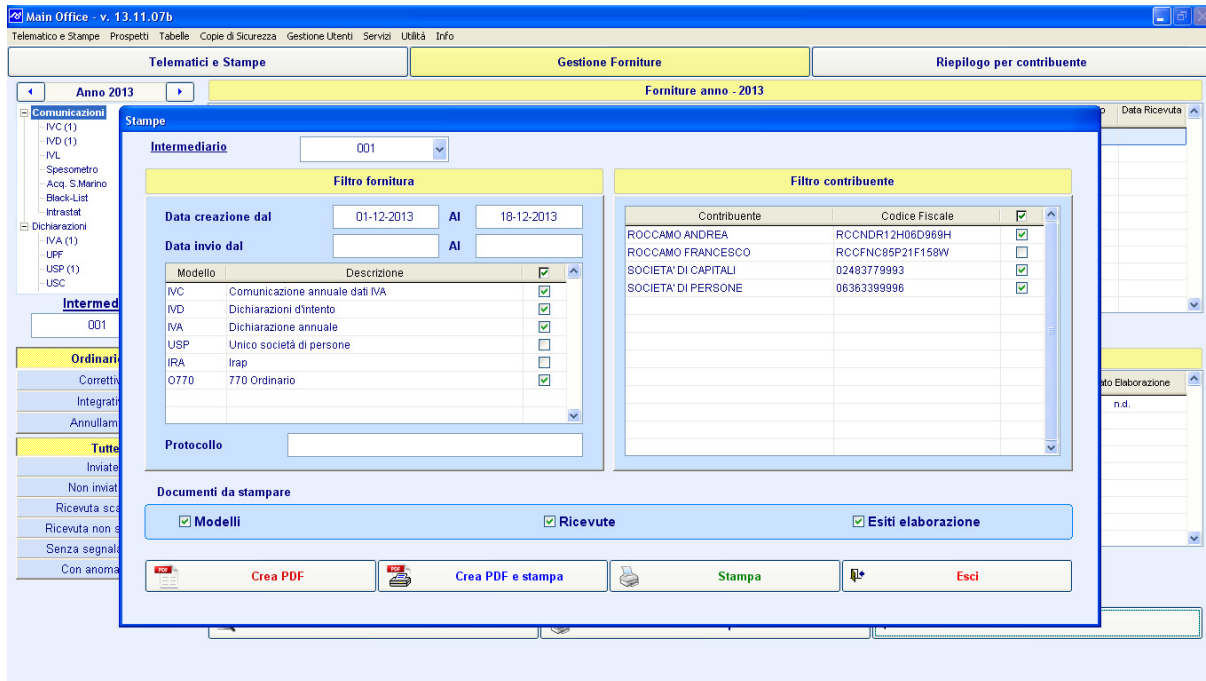 Main Office - v. 13.11.07b
Telematico e Stampe Prospetti Tabelle Copie di Sicurezza Gestione Utenti Servizi Utilità Info
Telematici e Stampe Gestione Forniture Riepilogo per contribuente
Anno 2013 Forniture anno - 2013
Data Ricevuta
Comunicazioni
IVC (1)
IVD (1)
IVL
Spesometro
Acq. S.Marino
Black-List
Intrastat
Dichiarazioni
IVA (1)
UPF
USP (1)
USC
Intermed
001
Ordinari
Corretti
Integrati
Annullam
Tutte
Inviate
Non inviat
Ricevuta sca
Ricevuta non s
Senza segnala
Con anoma
Stampe
Intermediario 001
Filtro fornitura
Data creazione dal 01-12-2013 Al 18-12-2013
Data invio dal Al
Modello Descrizione
IVC Comunicazione annuale dati IVA
IVD Dichiarazioni d'intento
IVA Dichiarazione annuale
USP Unico società di persone
IRA Irap
O770 770 Ordinario
Protocollo
Filtro contribuente
Contribuente Codice Fiscale
ROCCAMO ANDREA RCCNDR12H06D969H
ROCCAMO FRANCESCO RCCFNC85P21F158W
SOCIETA' DI CAPITALI 02483779993
SOCIETA' DI PERSONE 06363399996
Documenti da stampare
Modelli Ricevute Esiti elaborazione
Crea PDF Crea PDF e stampa Stampa Esci
ato Elaborazione
n.d.